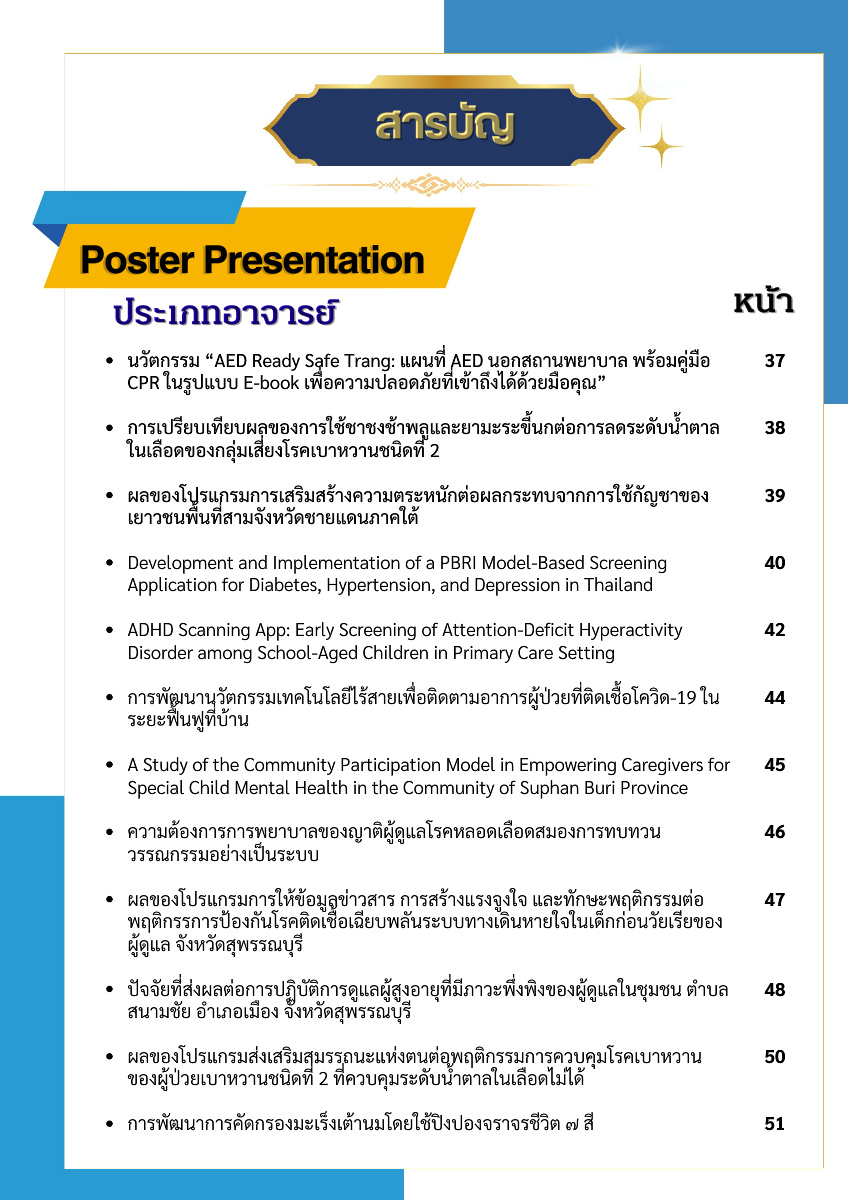 สารบัญ
Poster Presentation
ประเภทอาจารย์
หน้า
• นวัตกรรม “AED Ready Safe Trang: แผนที่ AED นอกสถานพยาบาล พร้อมคู่มือ 37
CPR ในรูปแบบ E-book เพื่อความปลอดภัยที่เข้าถึงได้ด้วยมือคุณ”
• การเปรียบเทียบผลของการใช้ชาชงช้าพลูและยามะระขี้นกต่อการลดระดับน้ำตาล 38
ในเลือดของกลุ่มเสี่ยงโรคเบาหวานชนิดที่ 2
• ผลของโปรแกรมการเสริมสร้างความตระหนักต่อผลกระทบจากการใช้กัญชาของ 39
เยาวชนพื้นที่สามจังหวัดชายแดนภาคใต้
• Development and Implementation of a PBRI Model-Based Screening 40
Application for Diabetes, Hypertension, and Depression in Thailand
• ADHD Scanning App: Early Screening of Attention-Deficit Hyperactivity 42
Disorder among School-Aged Children in Primary Care Setting
• การพัฒนานวัตกรรมเทคโนโลยีไร้สายเพื่อติดตามอาการผู้ป่วยที่ติดเชื้อโควิด-19 ใน 44
ระยะฟื้นฟูที่บ้าน
• A Study of the Community Participation Model in Empowering Caregivers for 45
Special Child Mental Health in the Community of Suphan Buri Province
• ความต้องการการพยาบาลของญาติผู้ดูแลโรคหลอดเลือดสมองการทบทวน 46
วรรณกรรมอย่างเป็นระบบ
• ผลของโปรแกรมการให้ข้อมูลข่าวสาร การสร้างแรงจูงใจ และทักษะพฤติกรรมต่อ 47
พฤติกรรการป้องกันโรคติดเชื้อเฉียบพลันระบบทางเดินหายใจในเด็กก่อนวัยเรียของ
ผู้ดูแล จังหวัดสุพรรณบุรี
• ปัจจัยที่ส่งผลต่อการปฏิบัติการดูแลผู้สูงอายุที่มีภาวะพึ่งพิงของผู้ดูแลในชุมชน ตำบล 48
สนามชัย อำเภอเมือง จังหวัดสุพรรณบุรี
• ผลของโปรแกรมส่งเสริมสมรรถนะแห่งตนต่อพฤติกรรมการควบคุมโรคเบาหวาน 50
ของผู้ป่วยเบาหวานชนิดที่ 2 ที่ควบคุมระดับน้ำตาลในเลือดไม่ได้
• การพัฒนาการคัดกรองมะเร็งเต้านมโดยใช้ปิงปองจราจรชีวิต ๗ สี 51